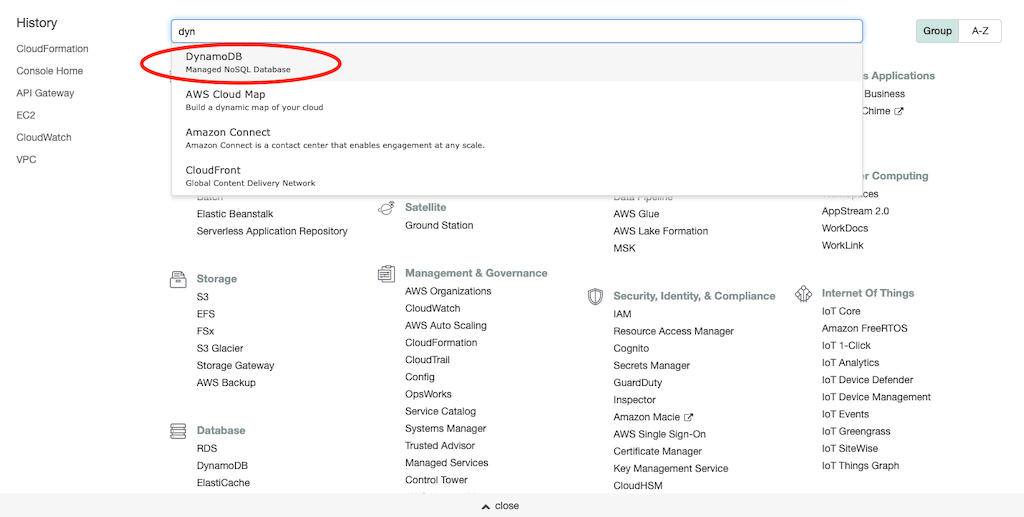 History
CloudFormation
Console Home
API Gateway
EC2
CloudWatch
VPC
dyn
Group
A-Z
DynamoDB
Managed NoSQL Database
AWS Cloud Map
Build a dynamic map of your cloud
Amazon Connect
Amazon Connect is a contact center that enables engagement at any scale.
CloudFront
Global Content Delivery Network
Batch
Elastic Beanstalk
Serverless Application Repository
Storage
S3
EFS
FSx
S3 Glacier
Storage Gateway
AWS Backup
Database
RDS
DynamoDB
ElastiCache
Satellite
Ground Station
Management & Governance
AWS Organizations
CloudWatch
AWS Auto Scaling
CloudFormation
CloudTrail
Config
OpsWorks
Service Catalog
Systems Manager
Trusted Advisor
Managed Services
Control Tower
Data Pipeline
AWS Glue
AWS Lake Formation
MSK
Security, Identity, & Compliance
IAM
Resource Access Manager
Cognito
Secrets Manager
GuardDuty
Inspector
Amazon Macie
AWS Single Sign-On
Certificate Manager
Key Management Service
CloudHSM
s Applications
Business
Chime
Computing
AppStream 2.0
WorkDocs
WorkLink
Internet Of Things
IoT Core
Amazon FreeRTOS
IoT 1-Click
IoT Analytics
IoT Device Defender
IoT Device Management
IoT Events
IoT Greengrass
IoT SiteWise
IoT Things Graph
close